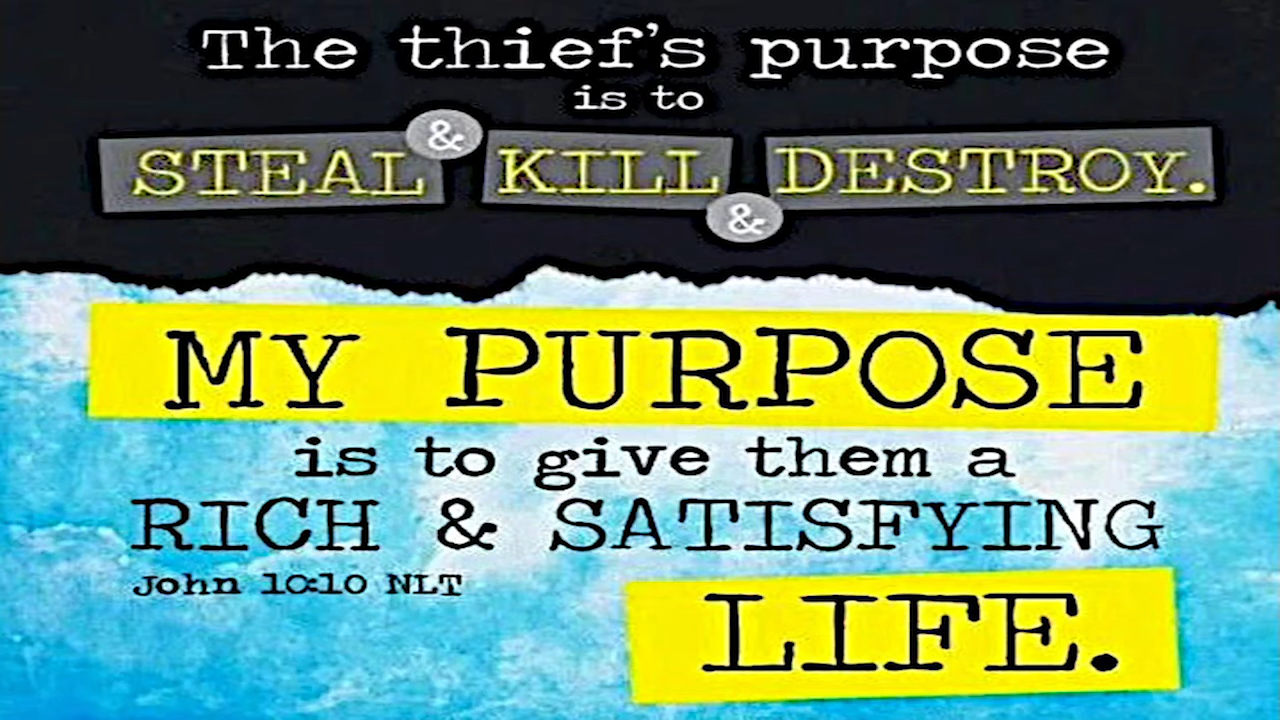 The thief's purpose
is to
STEAL & KILL & DESTROY.
MY PURPOSE
is to give them a
RICH & SATISFYING
John 10:10 NLT
LIFE.